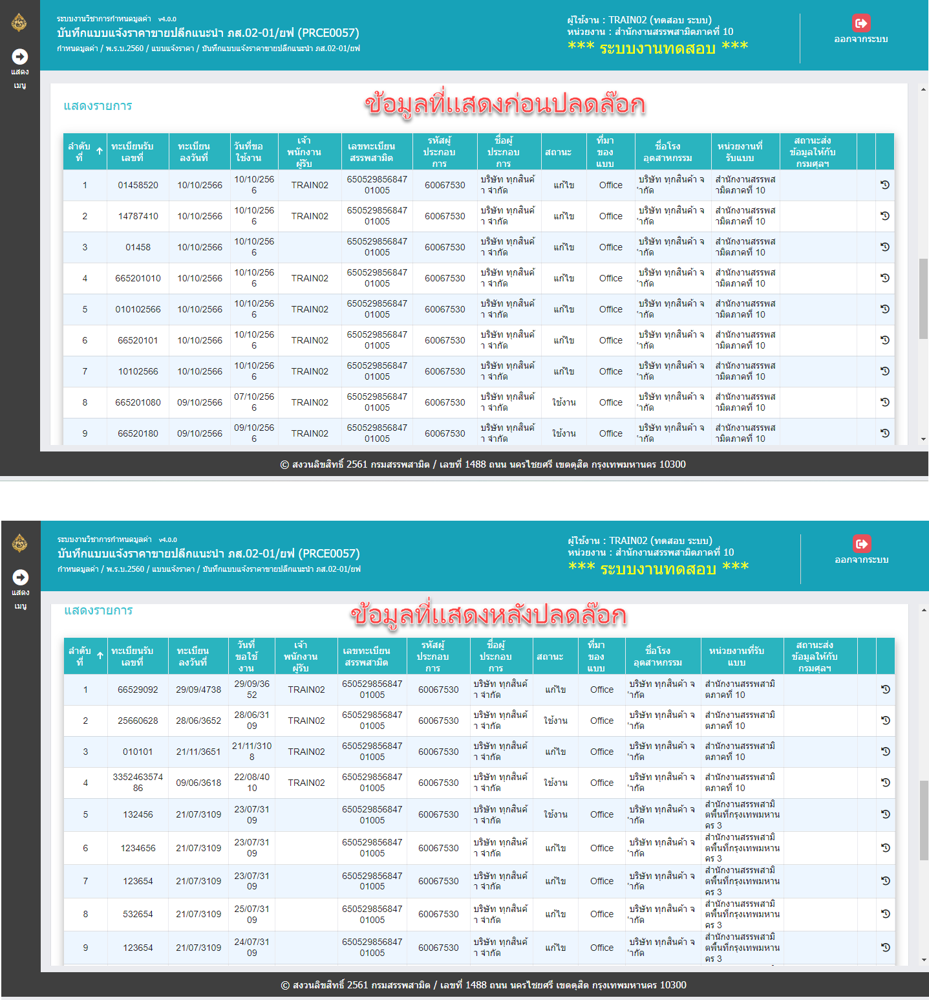 ระบบงานวิชาการกำหนดมูลค่า v4.0.0
บันทึกแบบแจ้งราคาขายปลีกแนะนำ ภส.02-01/ยฟ (PRCE0057)
กำหนดมูลค่า / พ.ร.บ.2560 / แบบแจ้งราคา / บันทึกแบบแจ้งราคาขายปลีกแนะนำ ภส.02-01/ยฟ
ผู้ใช้งาน : TRAIN02 (ทดสอบ ระบบ)
หน่วยงาน : สำนักงานสรรพสามิตภาคที่ 10
*** ระบบงานทดสอบ ***
ออกจากระบบ
แสดง
เมนู
แสดงรายการ
ข้อมูลที่แสดงก่อนปลดล๊อก
ลำดับที่ ทะเบียนรับเลขที่ ทะเบียนลงวันที่ วันที่ขอใช้งาน เจ้าพนักงานผู้รับ เลขทะเบียนสรรพสามิต รหัสผู้ประกอบการ ชื่อผู้ประกอบการ สถานะ ที่มาของแบบ ชื่อโรงอุตสาหกรรม หน่วยงานที่รับแบบ สถานะส่งข้อมูลให้กับกรมศุลฯ
1 01458520 10/10/2566 10/10/2566 TRAIN02 65052985684701005 60067530 บริษัท ทุกสินค้า จำกัด แก้ไข Office บริษัท ทุกสินค้า จำกัด สำนักงานสรรพสามิตภาคที่ 10
2 14787410 10/10/2566 10/10/2566 TRAIN02 65052985684701005 60067530 บริษัท ทุกสินค้า จำกัด แก้ไข Office บริษัท ทุกสินค้า จำกัด สำนักงานสรรพสามิตภาคที่ 10
3 01458 10/10/2566 10/10/2566 65052985684701005 60067530 บริษัท ทุกสินค้า จำกัด แก้ไข Office บริษัท ทุกสินค้า จำกัด สำนักงานสรรพสามิตภาคที่ 10
4 665201010 10/10/2566 10/10/2566 TRAIN02 65052985684701005 60067530 บริษัท ทุกสินค้า จำกัด แก้ไข Office บริษัท ทุกสินค้า จำกัด สำนักงานสรรพสามิตภาคที่ 10
5 010102566 10/10/2566 10/10/2566 TRAIN02 65052985684701005 60067530 บริษัท ทุกสินค้า จำกัด แก้ไข Office บริษัท ทุกสินค้า จำกัด สำนักงานสรรพสามิตภาคที่ 10
6 66520101 10/10/2566 10/10/2566 TRAIN02 65052985684701005 60067530 บริษัท ทุกสินค้า จำกัด แก้ไข Office บริษัท ทุกสินค้า จำกัด สำนักงานสรรพสามิตภาคที่ 10
7 10102566 10/10/2566 10/10/2566 TRAIN02 65052985684701005 60067530 บริษัท ทุกสินค้า จำกัด แก้ไข Office บริษัท ทุกสินค้า จำกัด สำนักงานสรรพสามิตภาคที่ 10
8 665201080 09/10/2566 07/10/2566 TRAIN02 65052985684701005 60067530 บริษัท ทุกสินค้า จำกัด ใช้งาน Office บริษัท ทุกสินค้า จำกัด สำนักงานสรรพสามิตภาคที่ 10
9 66520180 09/10/2566 09/10/2566 TRAIN02 65052985684701005 60067530 บริษัท ทุกสินค้า จำกัด ใช้งาน Office บริษัท ทุกสินค้า จำกัด สำนักงานสรรพสามิตภาคที่ 10
© สงวนลิขสิทธิ์ 2561 กรมสรรพสามิต / เลขที่ 1488 ถนน นครไชยศรี เขตดุสิต กรุงเทพมหานคร 10300
ระบบงานวิชาการกำหนดมูลค่า v4.0.0
บันทึกแบบแจ้งราคาขายปลีกแนะนำ ภส.02-01/ยฟ (PRCE0057)
กำหนดมูลค่า / พ.ร.บ.2560 / แบบแจ้งราคา / บันทึกแบบแจ้งราคาขายปลีกแนะนำ ภส.02-01/ยฟ
ผู้ใช้งาน : TRAIN02 (ทดสอบ ระบบ)
หน่วยงาน : สำนักงานสรรพสามิตภาคที่ 10
*** ระบบงานทดสอบ ***
ออกจากระบบ
แสดง
เมนู
แสดงรายการ
ข้อมูลที่แสดงหลังปลดล๊อก
ลำดับที่ ทะเบียนรับเลขที่ ทะเบียนลงวันที่ วันที่ขอใช้งาน เจ้าพนักงานผู้รับ เลขทะเบียนสรรพสามิต รหัสผู้ประกอบการ ชื่อผู้ประกอบการ สถานะ ที่มาของแบบ ชื่อโรงอุตสาหกรรม หน่วยงานที่รับแบบ สถานะส่งข้อมูลให้กับกรมศุลฯ
1 66529092 29/09/4738 29/09/3652 TRAIN02 65052985684701005 60067530 บริษัท ทุกสินค้า จำกัด แก้ไข Office บริษัท ทุกสินค้า จำกัด สำนักงานสรรพสามิตภาคที่ 10
2 25660628 28/06/3652 28/06/3109 TRAIN02 65052985684701005 60067530 บริษัท ทุกสินค้า จำกัด ใช้งาน Office บริษัท ทุกสินค้า จำกัด สำนักงานสรรพสามิตภาคที่ 10
3 010101 21/11/3651 21/11/3108 TRAIN02 65052985684701005 60067530 บริษัท ทุกสินค้า จำกัด แก้ไข Office บริษัท ทุกสินค้า จำกัด สำนักงานสรรพสามิตภาคที่ 10
4 335246357486 09/06/3618 22/08/4010 TRAIN02 65052985684701005 60067530 บริษัท ทุกสินค้า จำกัด ใช้งาน Office บริษัท ทุกสินค้า จำกัด สำนักงานสรรพสามิตภาคที่ 10
5 132456 21/07/3109 23/07/3109 65052985684701005 60067530 บริษัท ทุกสินค้า จำกัด ใช้งาน Office บริษัท ทุกสินค้า จำกัด สำนักงานสรรพสามิตพื้นที่กรุงเทพมหานคร 3
6 1234656 21/07/3109 23/07/3109 65052985684701005 60067530 บริษัท ทุกสินค้า จำกัด แก้ไข Office บริษัท ทุกสินค้า จำกัด สำนักงานสรรพสามิตพื้นที่กรุงเทพมหานคร 3
7 123654 21/07/3109 23/07/3109 65052985684701005 60067530 บริษัท ทุกสินค้า จำกัด แก้ไข Office บริษัท ทุกสินค้า จำกัด สำนักงานสรรพสามิตพื้นที่กรุงเทพมหานคร 3
8 532654 21/07/3109 25/07/3109 65052985684701005 60067530 บริษัท ทุกสินค้า จำกัด แก้ไข Office บริษัท ทุกสินค้า จำกัด สำนักงานสรรพสามิตพื้นที่กรุงเทพมหานคร 3
9 123654 21/07/3109 24/07/3109 65052985684701005 60067530 บริษัท ทุกสินค้า จำกัด แก้ไข Office บริษัท ทุกสินค้า จำกัด สำนักงานสรรพสามิตพื้นที่กรุงเทพมหานคร 3
© สงวนลิขสิทธิ์ 2561 กรมสรรพสามิต / เลขที่ 1488 ถนน นครไชยศรี เขตดุสิต กรุงเทพมหานคร 10300